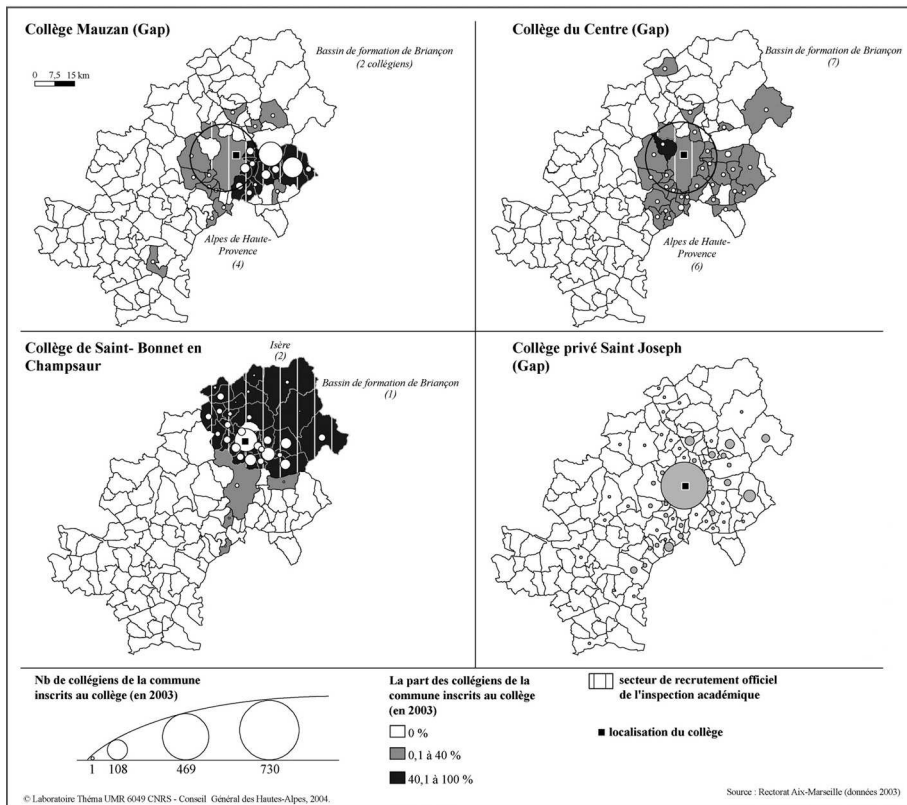 Collège Mauzan (Gap)
Bassin de formation de Briançon
(2 collégiens)
0 7,5 15 km
Alpes de Haute-
Provence
(4)
Collège du Centre (Gap)
Bassin de formation de Briançon
(7)
Alpes de Haute-
Provence
(6)
Collège de Saint- Bonnet en
Champsaur
Isère
(2)
Bassin de formation de Briançon
(1)
Collège privé Saint Joseph
(Gap)
Nb de collégiens de la commune
inscrits au collège (en 2003)
1 108 469 730
La part des collégiens de la
commune inscrits au collège
(en 2003)
0 %
0,1 à 40 %
40,1 à 100 %
secteur de recrutement officiel
de l'inspection académique
localisation du collège
© Laboratoire Théma UMR 6049 CNRS - Conseil Général des Hautes-Alpes, 2004.
Source : Rectorat Aix-Marseille (données 2003)